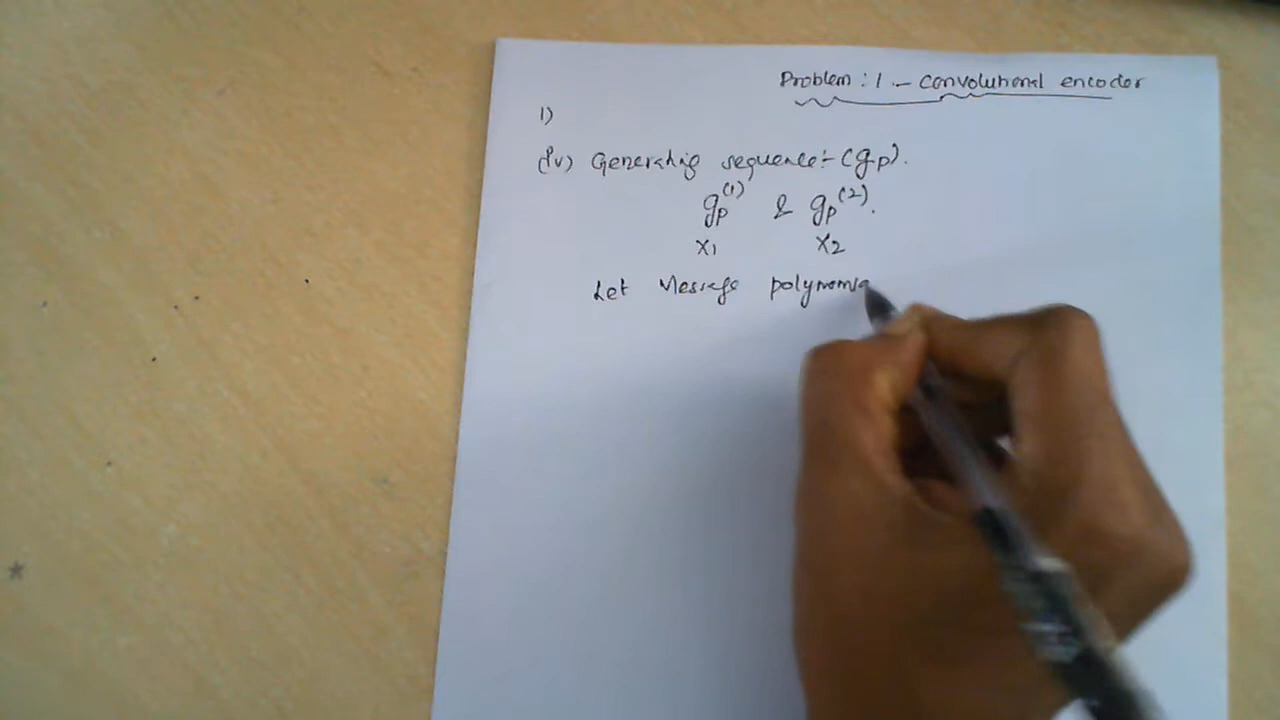 Problem : 1 - Convolutional encoder
1)
(iv) Generating sequence :- (gp).
gp(1) & gp(2).
x1 x2
Let Message polynomia